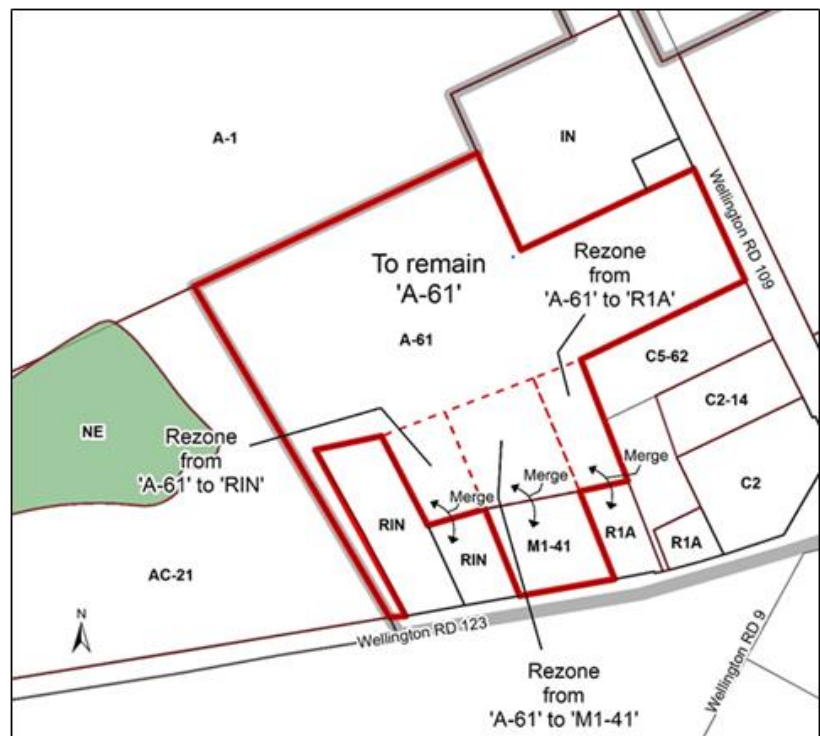 A-1
IN
Wellington RD 109
To remain
'A-61'
Rezone
from
'A-61' to 'R1A'
A-61
C5-62
C2-14
NE
Rezone
from
'A-61' to 'RIN'
Merge
Merge
Merge
C2
RIN
RIN
M1-41
R1A
R1A
AC-21
N
Wellington RD 123
Wellington RD 9
Rezone
from
'A-61' to 'M1-41'